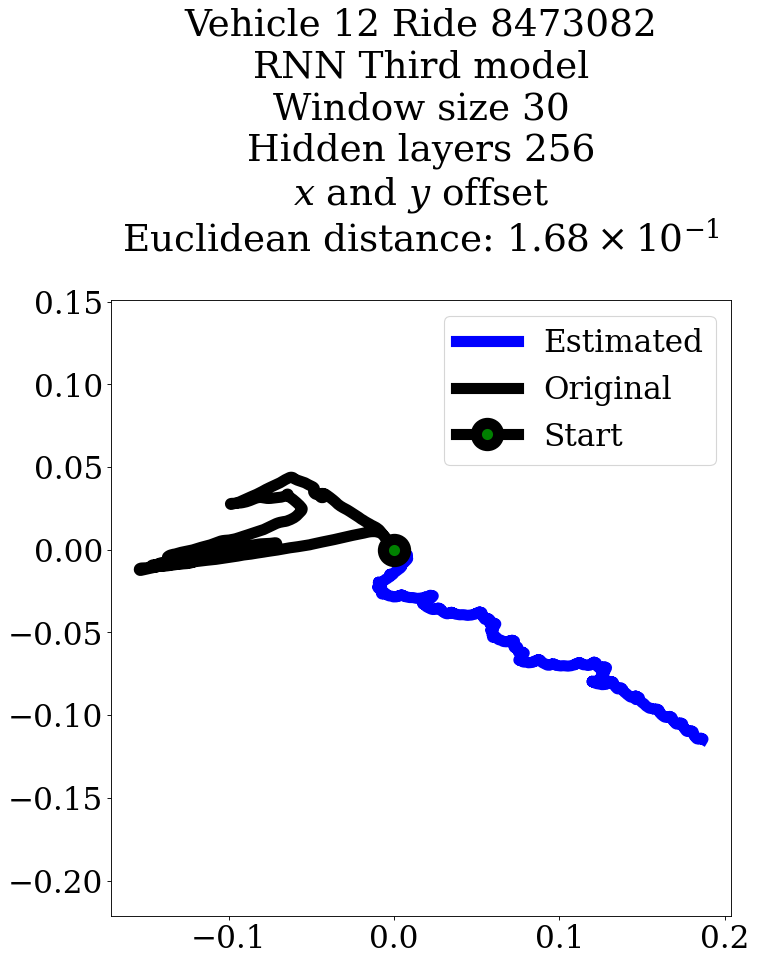 Vehicle 12 Ride 8473082
RNN Third model
Window size 30
Hidden layers 256
x and y offset
Euclidean distance: 1.68 × 10⁻¹
Estimated
Original
Start
0.15
0.10
0.05
0.00
−0.05
−0.10
−0.15
−0.20
−0.1 0.0 0.1 0.2